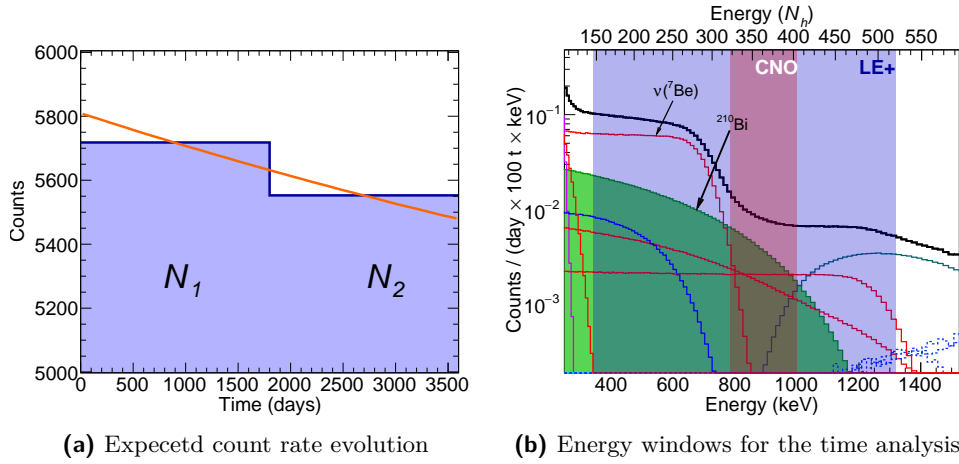 6000
5800
5600
5400
5200
5000
Counts
N1
N2
0 500 1000 1500 2000 2500 3000 3500
Time (days)
(a) Expecetd count rate evolution
Energy (N_h)
150 200 250 300 350 400 450 500 550
CNO
LE+
ν(⁷Be)
²¹⁰Bi
10⁻¹
10⁻²
10⁻³
Counts / (day × 100 t × keV)
400 600 800 1000 1200 1400
Energy (keV)
(b) Energy windows for the time analysis